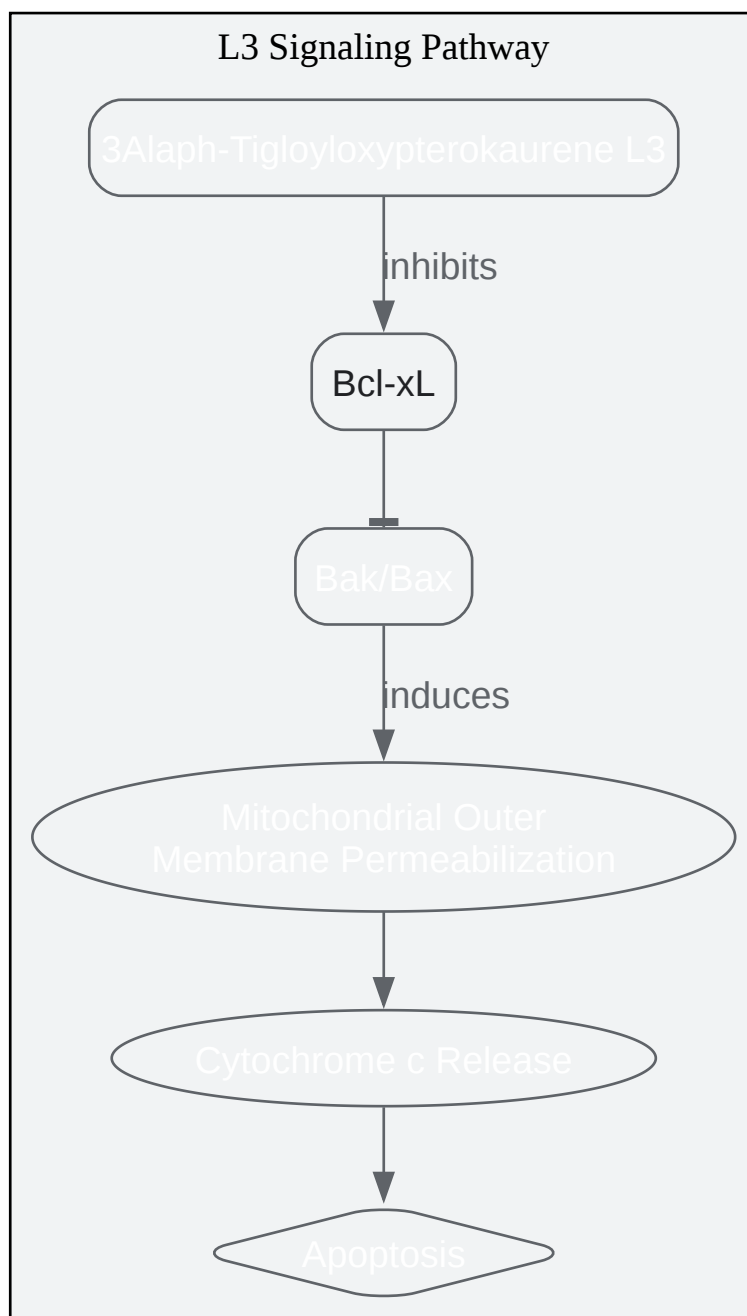 L3 Signaling Pathway
3Alaph-Tigloyloxypterokaurene L3
inhibits
Bcl-xL
Bak/Bax
induces
Mitochondrial Outer
Membrane Permeabilization
Cytochrome c Release
Apoptosis